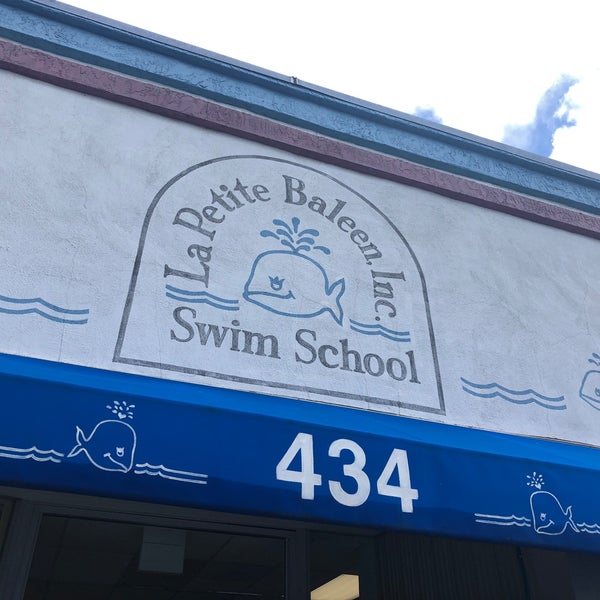 La Petite Baleen, Inc.
Swim School
434